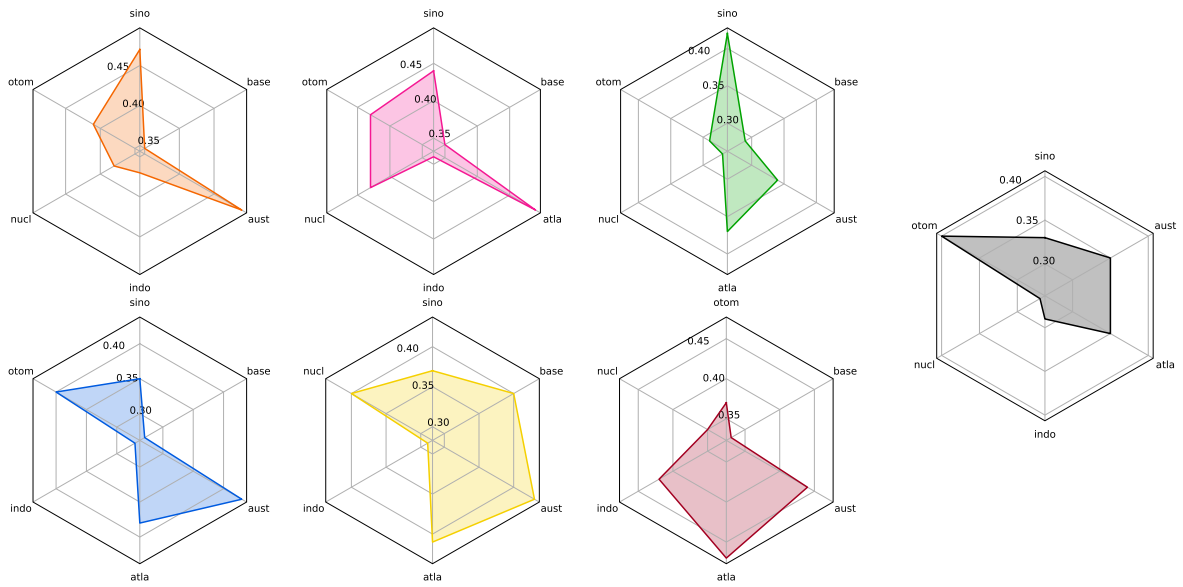 sino
base
otom
0.45
0.40
0.35
nucl
aust
indo
sino
base
otom
0.45
0.40
0.35
nucl
atla
indo
sino
base
otom
0.40
0.35
0.30
nucl
aust
atla
sino
base
otom
0.40
0.35
0.30
indo
aust
atla
sino
base
nucl
0.40
0.35
0.30
indo
aust
atla
otom
base
nucl
0.45
0.40
0.35
indo
aust
atla
sino
aust
otom
0.40
0.35
0.30
nucl
atla
indo